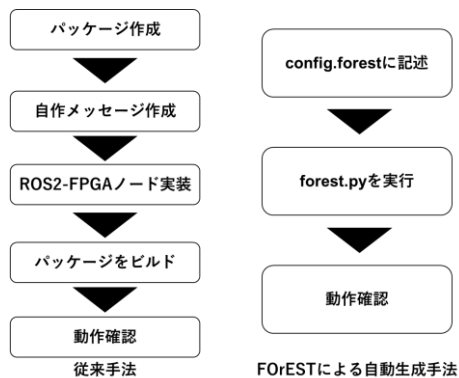 パッケージ作成
自作メッセージ作成
ROS2-FPGAノード実装
パッケージをビルド
動作確認
従来手法
config.forestに記述
forest.pyを実行
動作確認
FOrESTによる自動生成手法